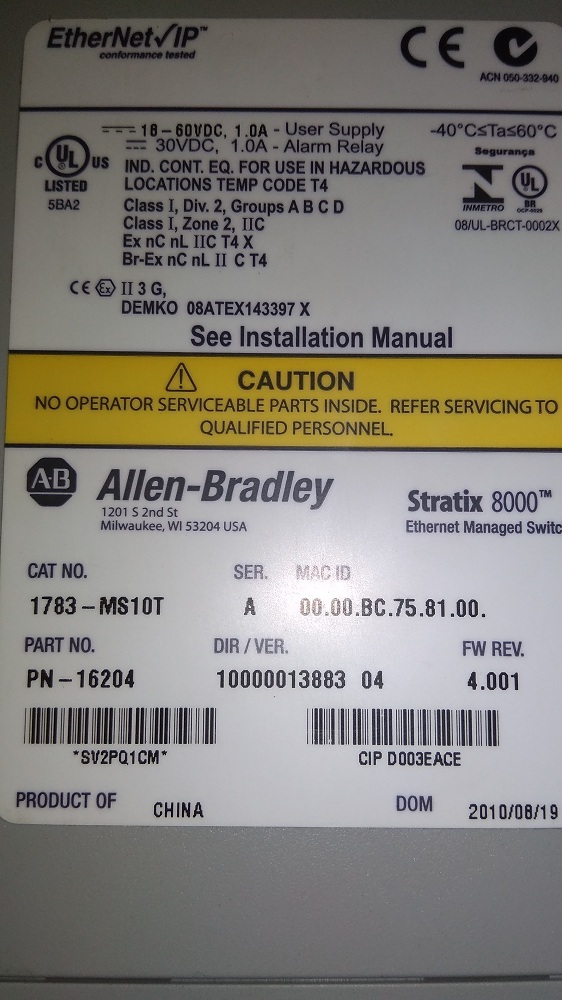 EtherNet/IP™
conformance tested
CE
ACN 050-332-940
18-60VDC, 1.0A - User Supply -40°C≤Ta≤60°C
30VDC, 1.0A - Alarm Relay
C UL US
LISTED
5BA2
IND. CONT. EQ. FOR USE IN HAZARDOUS
LOCATIONS TEMP CODE T4
Class I, Div. 2, Groups A B C D
Class I, Zone 2, IIC
Ex nC nL IIC T4 X
Br-Ex nC nL II C T4
Segurança
UL
BR
INMETRO
08/UL-BRCT-0002X
CE Ex II 3 G,
DEMKO 08ATEX143397 X
See Installation Manual
CAUTION
NO OPERATOR SERVICEABLE PARTS INSIDE. REFER SERVICING TO
QUALIFIED PERSONNEL.
A-B Allen-Bradley
1201 S 2nd St
Milwaukee, WI 53204 USA
Stratix 8000™
Ethernet Managed Switc
CAT NO. SER. MAC ID
1783-MS10T A 00.00.BC.75.81.00.
PART NO. DIR / VER. FW REV.
PN-16204 10000013883 04 4.001
*SV2PQ1CM* CIP D003EACE
PRODUCT OF CHINA DOM 2010/08/19